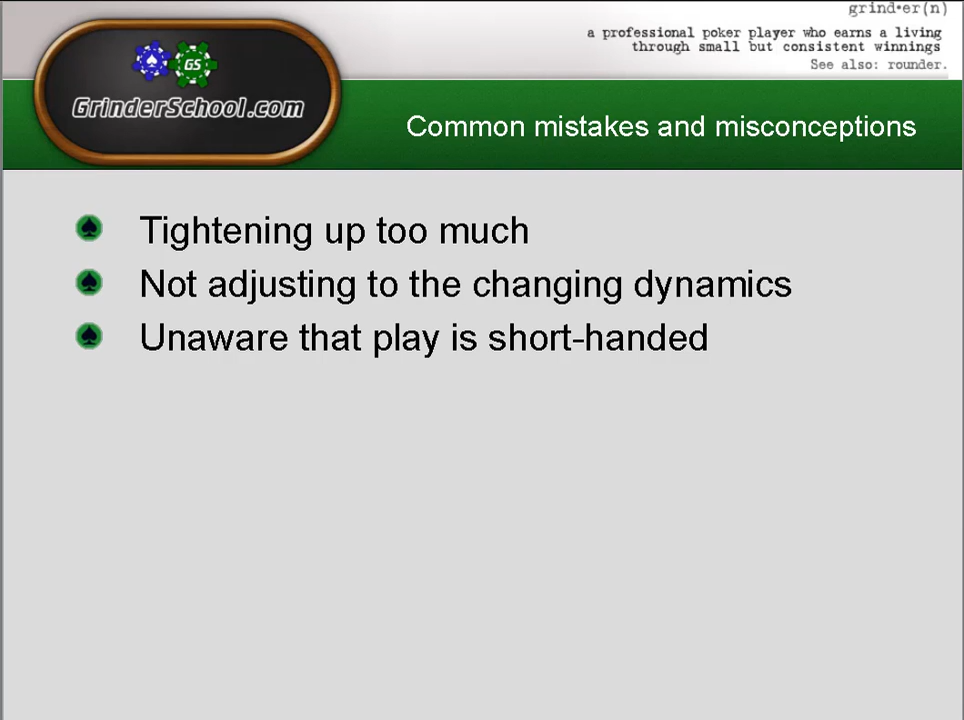 grind•er(n)
a professional poker player who earns a living
through small but consistent winnings
See also: rounder.
GS
GrinderSchool.com
Common mistakes and misconceptions
Tightening up too much
Not adjusting to the changing dynamics
Unaware that play is short-handed